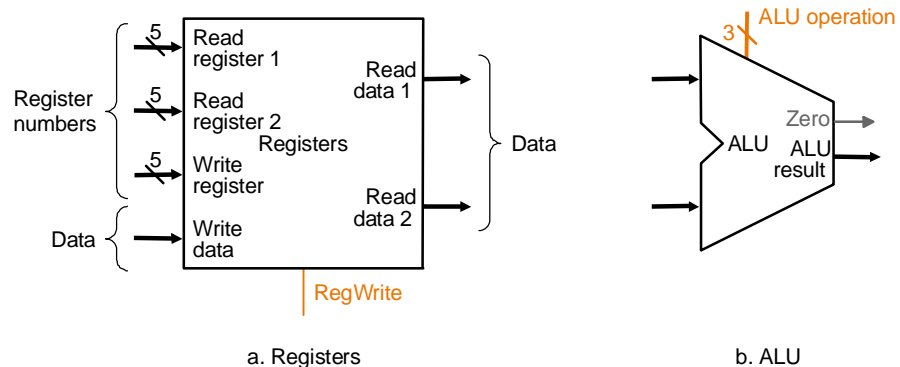 5
Read
register 1
5
Read
register 2
5
Write
register
Write
data
Register
numbers
Data
Registers
Read
data 1
Read
data 2
Data
RegWrite
a. Registers
ALU operation
3
Zero
ALU
ALU
result
b. ALU